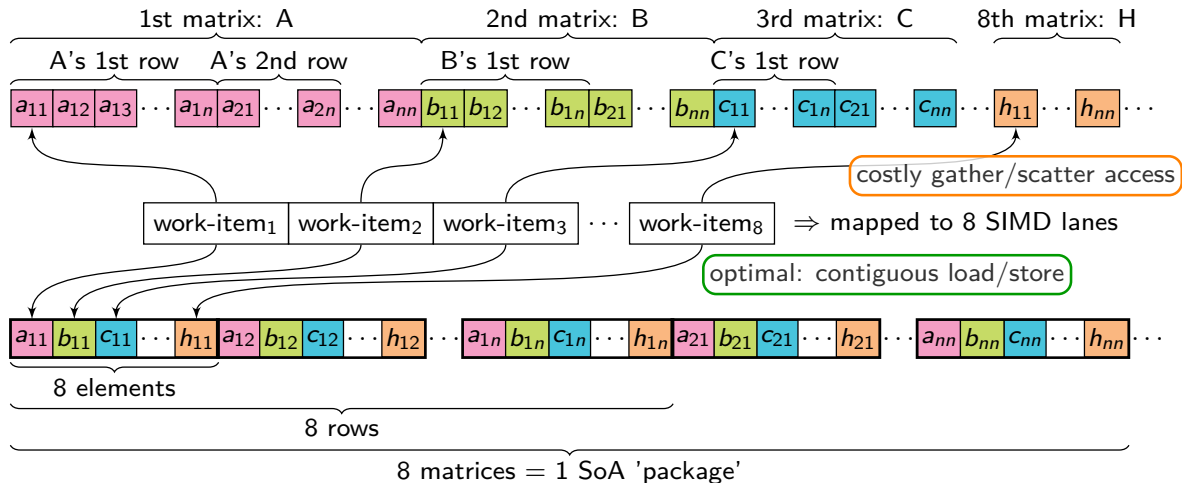 1st matrix: A 2nd matrix: B 3rd matrix: C 8th matrix: H
A's 1st row A's 2nd row B's 1st row C's 1st row
a11 a12 a13 ··· a1n a21 ··· a2n ··· ann b11 b12 ··· b1n b21 ··· bnn c11 ··· c1n c21 ··· cnn ··· h11 ··· hnn ···
costly gather/scatter access
work-item1 work-item2 work-item3 ··· work-item8 ⇒ mapped to 8 SIMD lanes
optimal: contiguous load/store
a11 b11 c11 ··· h11 a12 b12 c12 ··· h12 ··· a1n b1n c1n ··· h1n a21 b21 c21 ··· h21 ··· ann bnn cnn ··· hnn ···
8 elements
8 rows
8 matrices = 1 SoA 'package'